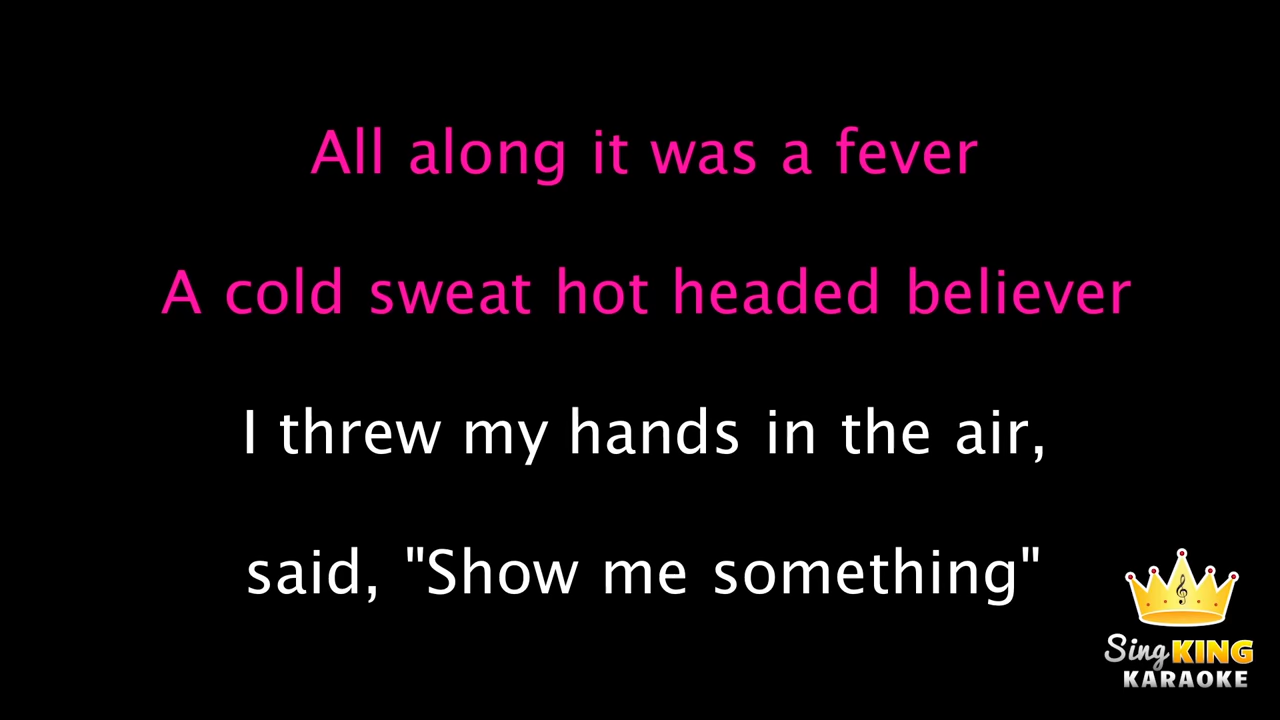 All along it was a fever
A cold sweat hot headed believer
I threw my hands in the air,
said, "Show me something"
Sing KING
KARAOKE